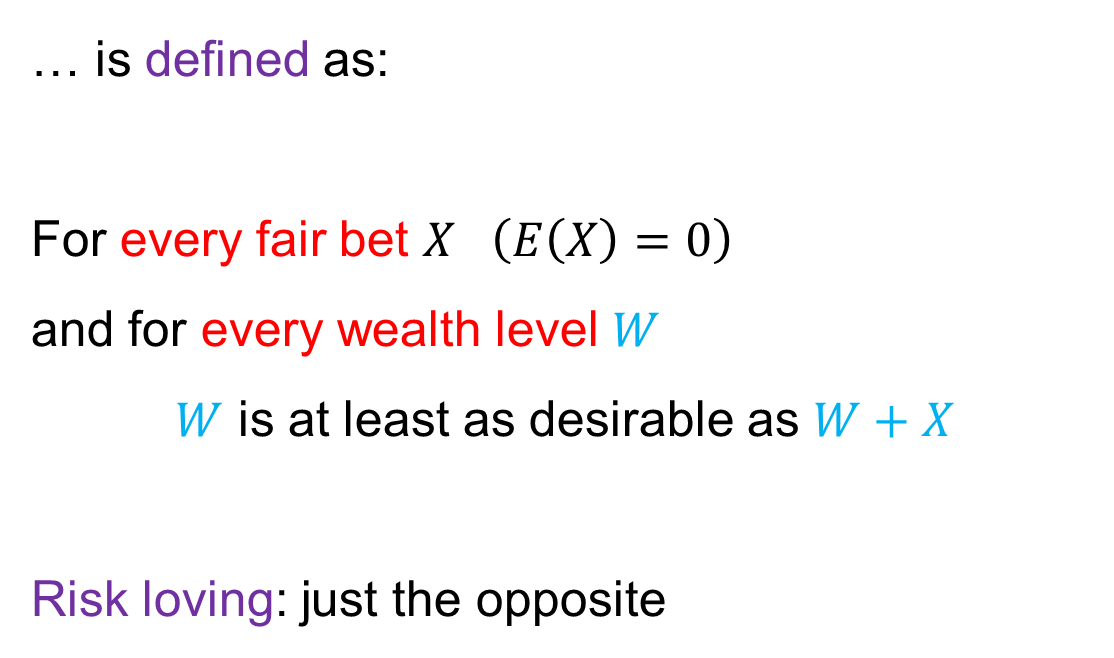 … is defined as:
For every fair bet X (E(X) = 0)
and for every wealth level W
W is at least as desirable as W + X
Risk loving: just the opposite